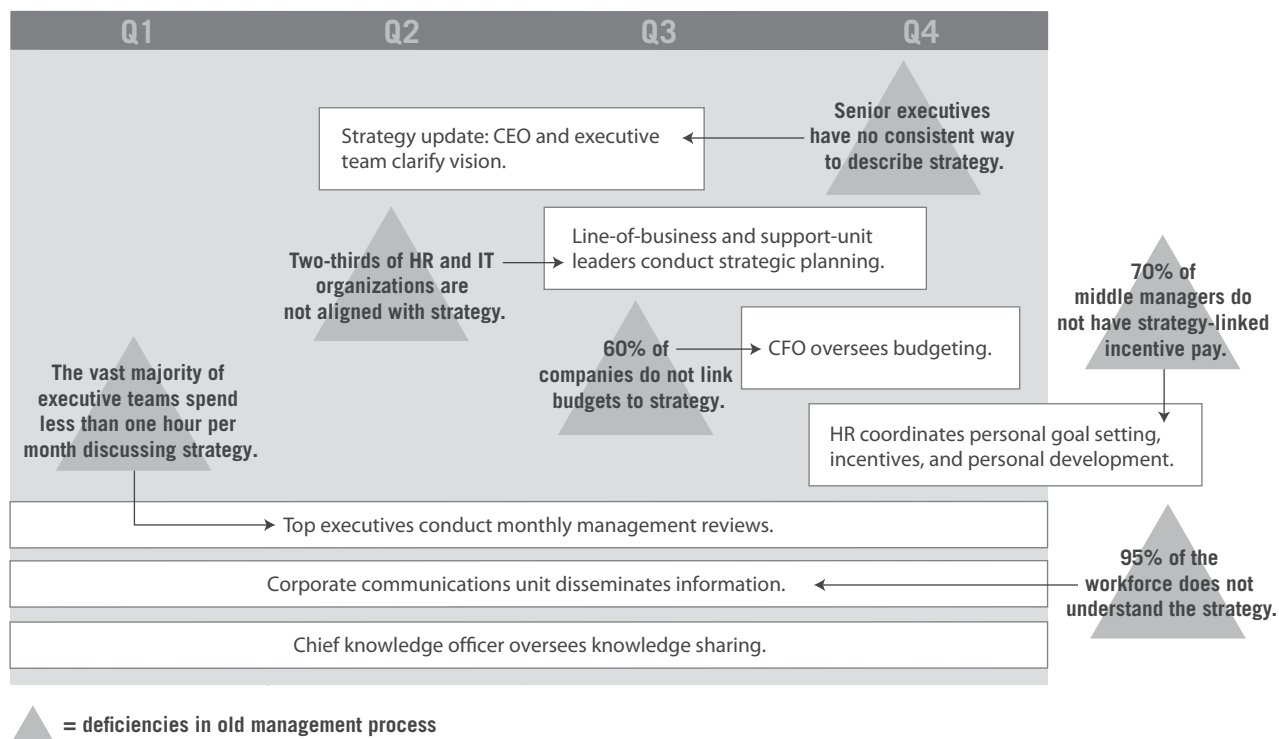 Q1 Q2 Q3 Q4
Senior executives
have no consistent way
to describe strategy.
Strategy update: CEO and executive
team clarify vision.
Line-of-business and support-unit
leaders conduct strategic planning.
Two-thirds of HR and IT
organizations are
not aligned with strategy.
70% of
middle managers do
not have strategy-linked
incentive pay.
60% of
companies do not link
budgets to strategy.
CFO oversees budgeting.
The vast majority of
executive teams spend
less than one hour per
month discussing strategy.
HR coordinates personal goal setting,
incentives, and personal development.
Top executives conduct monthly management reviews.
95% of the
workforce does not
understand the strategy.
Corporate communications unit disseminates information.
Chief knowledge officer oversees knowledge sharing.
= deficiencies in old management process